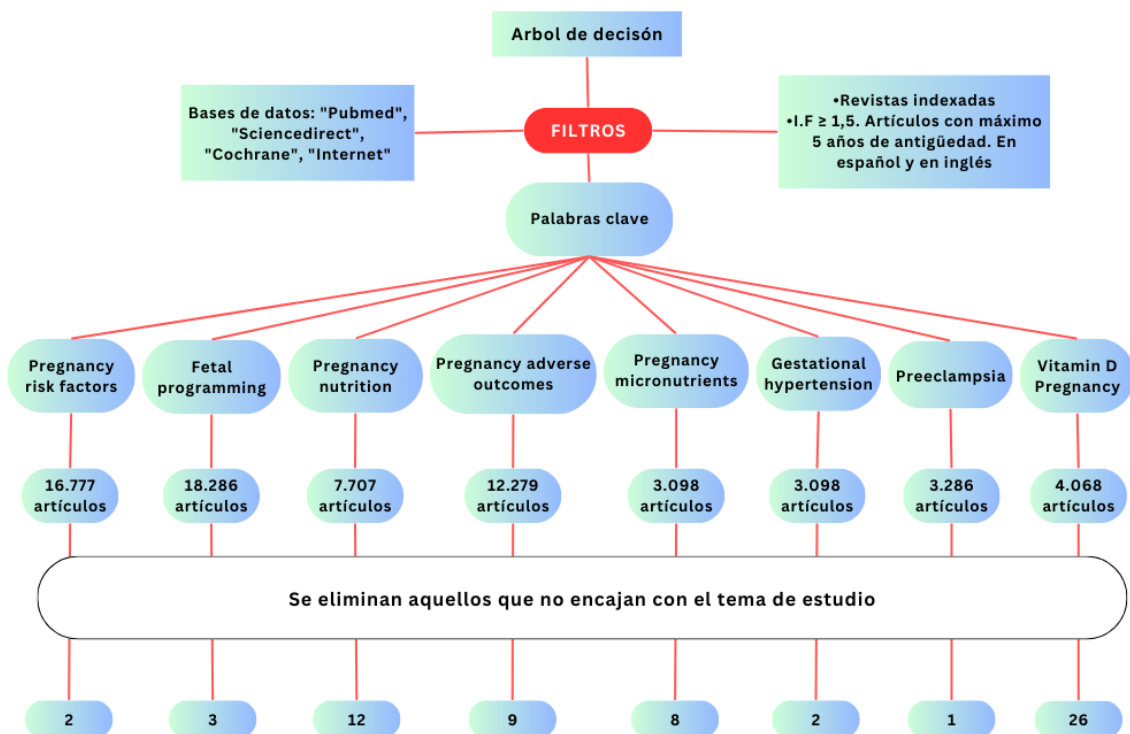 Arbol de decisón
Bases de datos: "Pubmed",
"Sciencedirect",
"Cochrane", "Internet"
FILTROS
•Revistas indexadas
•I.F ≥ 1,5. Artículos con máximo
5 años de antigüedad. En
español y en inglés
Palabras clave
Pregnancy
risk factors
Fetal
programming
Pregnancy
nutrition
Pregnancy adverse
outcomes
Pregnancy
micronutrients
Gestational
hypertension
Preeclampsia
Vitamin D
Pregnancy
16.777
artículos
18.286
artículos
7.707
artículos
12.279
artículos
3.098
artículos
3.098
artículos
3.286
artículos
4.068
artículos
Se eliminan aquellos que no encajan con el tema de estudio
2
3
12
9
8
2
1
26